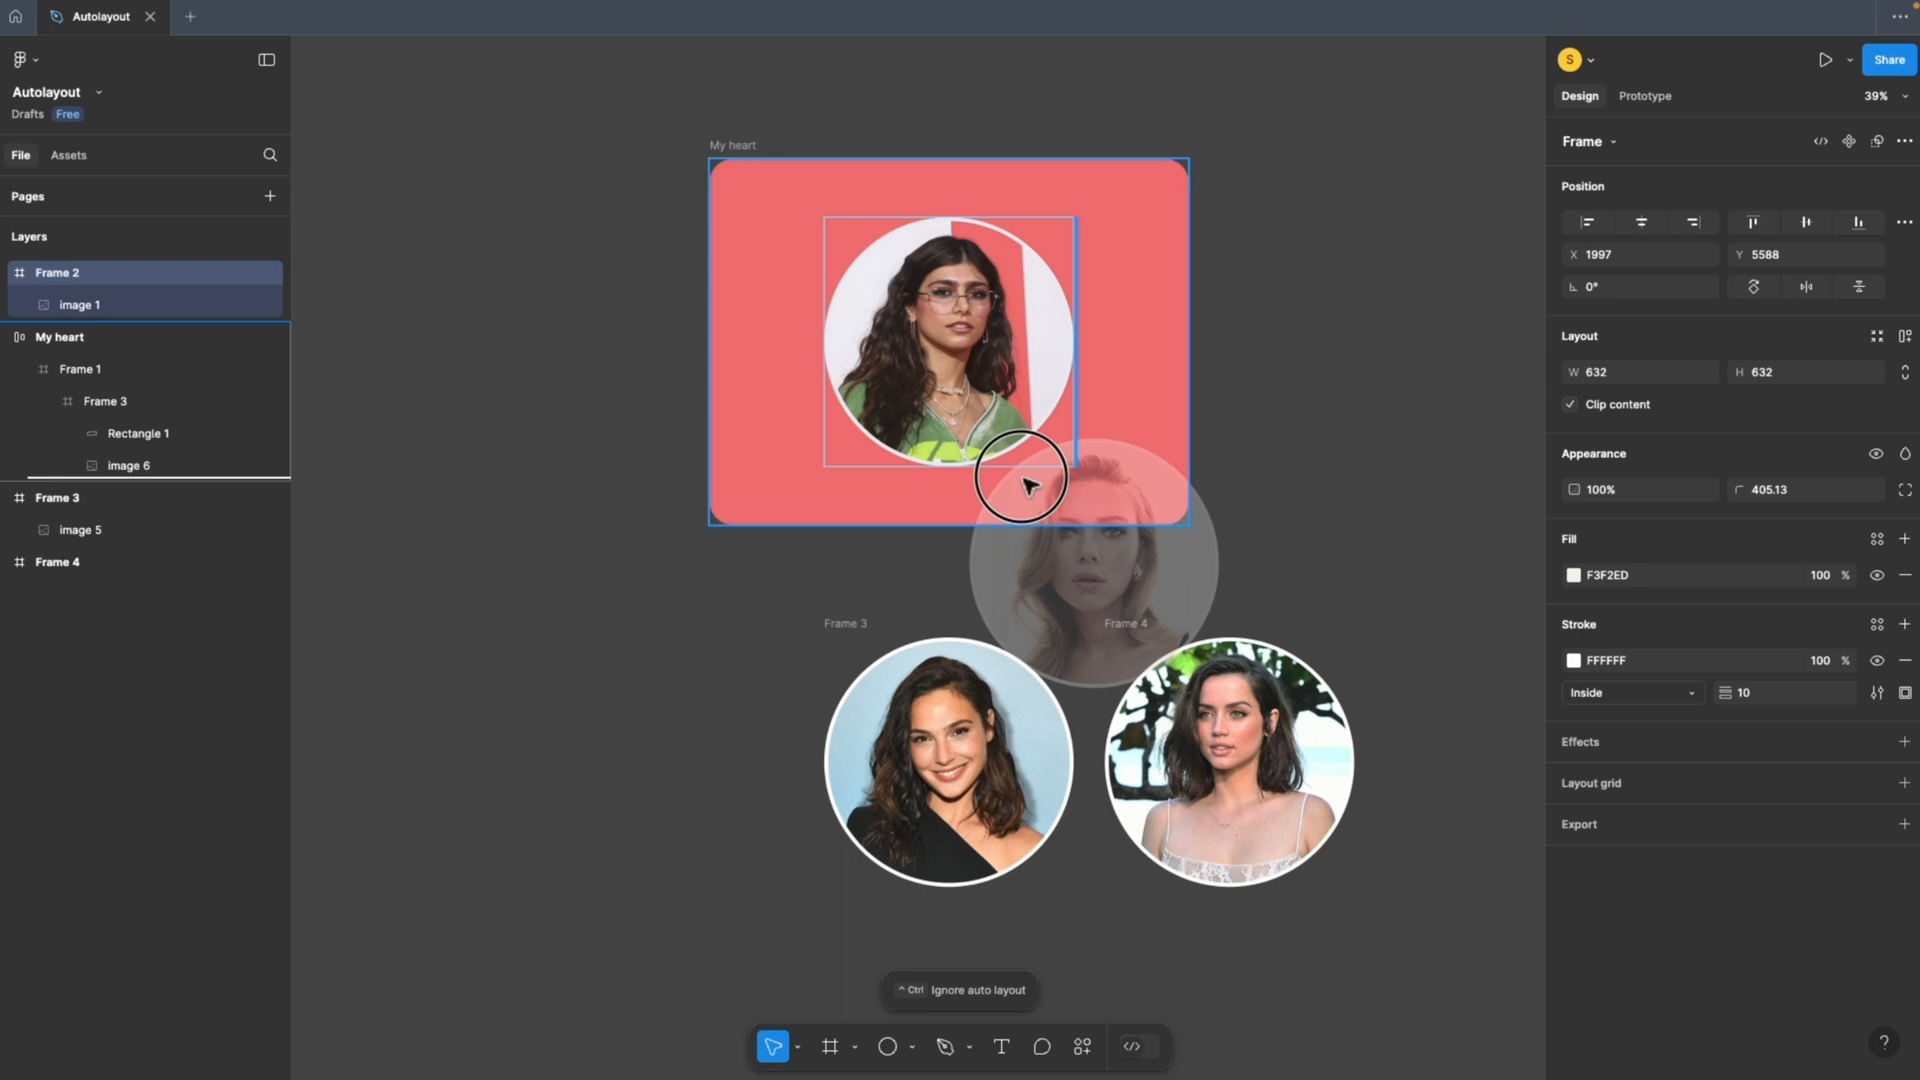 Autolayout
Autolayout
Drafts Free
File Assets
Pages
Layers
Frame 2
image 1
My heart
Frame 1
Frame 3
Rectangle 1
image 6
Frame 3
image 5
Frame 4
My heart
Frame 3
Frame 4
^ Ctrl Ignore auto layout
T
S
Share
Design Prototype 39%
Frame
Position
X 1997 Y 5588
0°
Layout
W 632 H 632
Clip content
Appearance
100% 405.13
Fill
F3F2ED 100 %
Stroke
FFFFFF 100 %
Inside 10
Effects
Layout grid
Export
?